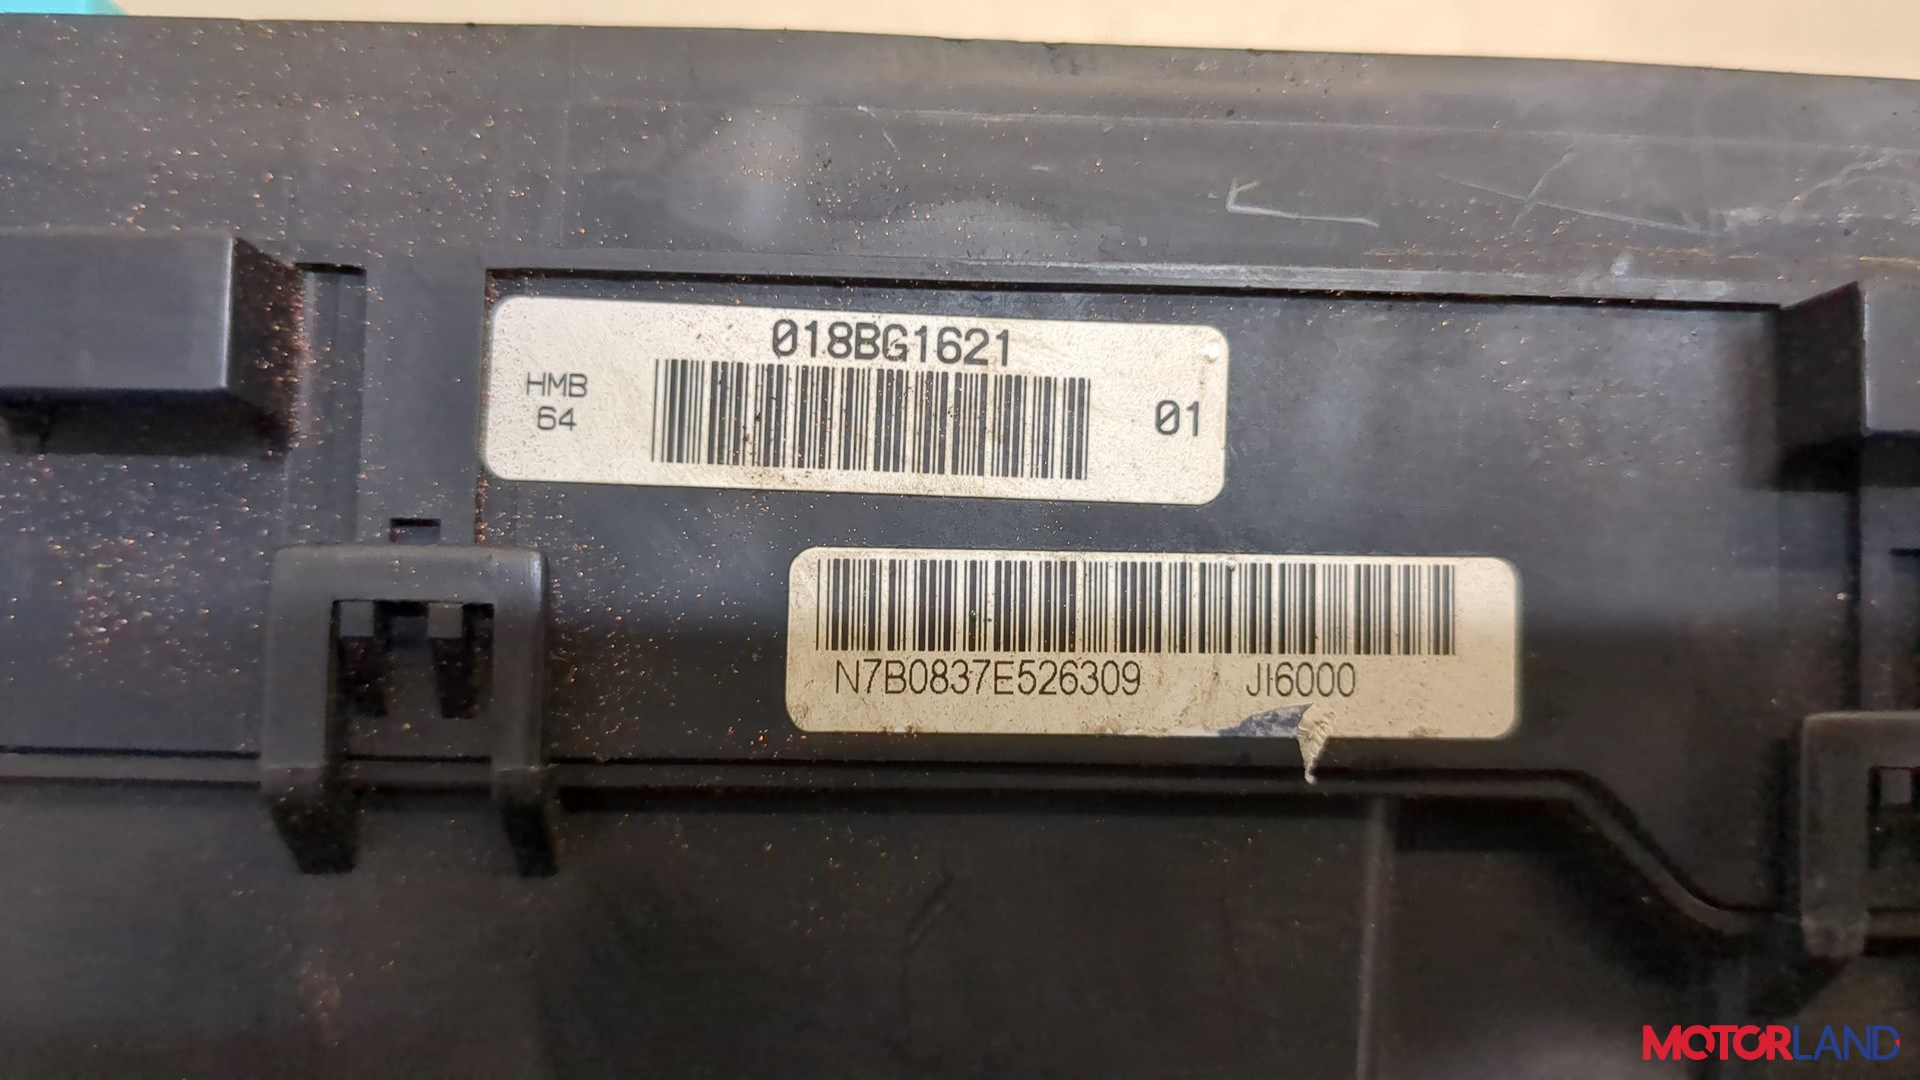 018BG1621
HMB
64
01
N7B0837E526309 JI6000
MOTORLAND